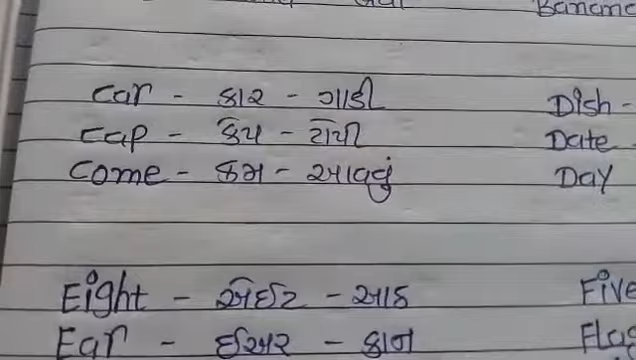 Car - કાર - ગાડી
Cap - કેપ - ટોપી
Come - કમ - આવવું
Eight - એઈટ - આઠ
Ear - ઈઅર - કાન
Dish -
Date -
Day
Five